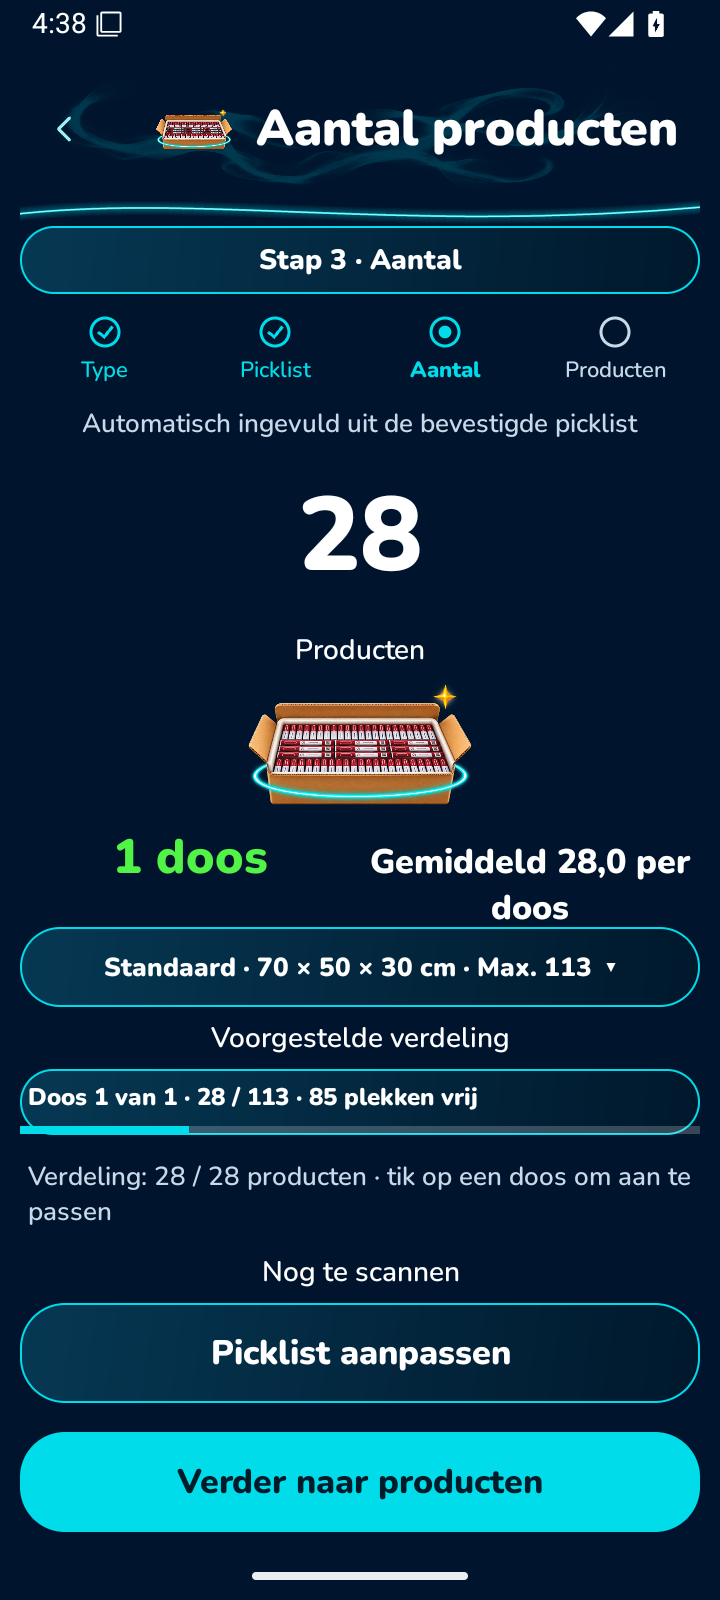 4:38
Aantal producten
Stap 3 · Aantal
Type
Picklist
Aantal
Producten
Automatisch ingevuld uit de bevestigde picklist
28
Producten
1 doos
Gemiddeld 28,0 per
doos
Standaard · 70 × 50 × 30 cm · Max. 113 ▼
Voorgestelde verdeling
Doos 1 van 1 · 28 / 113 · 85 plekken vrij
Verdeling: 28 / 28 producten · tik op een doos om aan te
passen
Nog te scannen
Picklist aanpassen
Verder naar producten